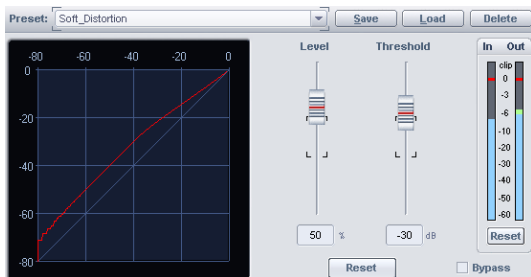 Preset: Soft_Distortion Save Load Delete
Level Threshold In Out
-80 -60 -40 -20 0
clip
0
0
-3
-20
-6
-10
-40
-30
-60
-40
-50
-80
-60
50 % -30 dB Reset
Reset Bypass